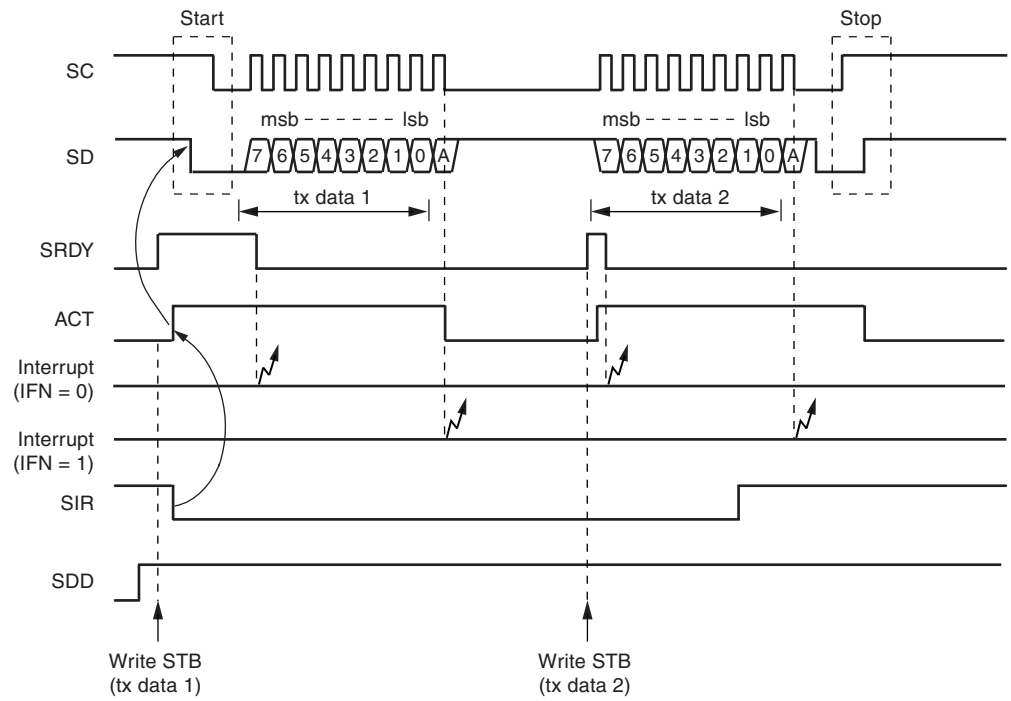 Start
Stop
SC
msb lsb
msb lsb
SD
7 6 5 4 3 2 1 0 A
7 6 5 4 3 2 1 0 A
tx data 1
tx data 2
SRDY
ACT
Interrupt
(IFN = 0)
Interrupt
(IFN = 1)
SIR
SDD
Write STB
(tx data 1)
Write STB
(tx data 2)